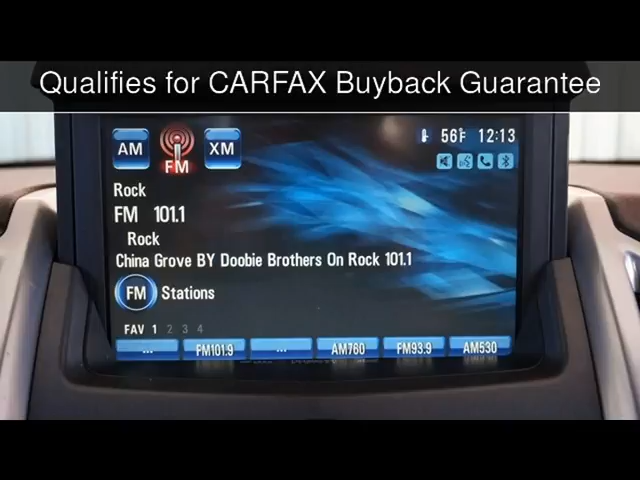 Qualifies for CARFAX Buyback Guarantee
AM FM XM 56°F 12:13
Rock
FM 101.1
Rock
China Grove BY Doobie Brothers On Rock 101.1
FM Stations
FAV 1 2 3 4
... FM101.9 ... AM760 FM93.9 AM530